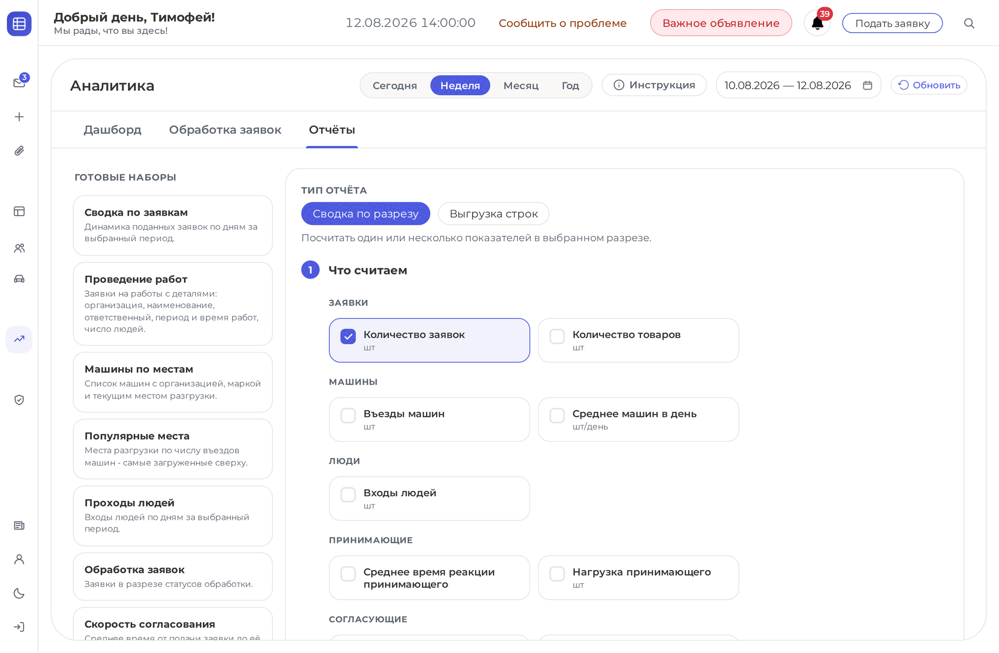 Добрый день, Тимофей!
Мы рады, что вы здесь!
12.08.2026 14:00:00
Сообщить о проблеме
Важное объявление
39
Подать заявку
3
Аналитика
Сегодня
Неделя
Месяц
Год
Инструкция
10.08.2026 — 12.08.2026
Обновить
Дашборд
Обработка заявок
Отчёты
ГОТОВЫЕ НАБОРЫ
Сводка по заявкам
Динамика поданных заявок по дням за
выбранный период.
Проведение работ
Заявки на работы с деталями:
организация, наименование,
ответственный, период и время работ,
число людей.
Машины по местам
Список машин с организацией, маркой
и текущим местом разгрузки.
Популярные места
Места разгрузки по числу въездов
машин - самые загруженные сверху.
Проходы людей
Входы людей по дням за выбранный
период.
Обработка заявок
Заявки в разрезе статусов обработки.
Скорость согласования
Среднее время от подачи заявки до её
ТИП ОТЧЁТА
Сводка по разрезу
Выгрузка строк
Посчитать один или несколько показателей в выбранном разрезе.
1
Что считаем
ЗАЯВКИ
Количество заявок
шт
Количество товаров
шт
МАШИНЫ
Въезды машин
шт
Среднее машин в день
шт/день
ЛЮДИ
Входы людей
шт
ПРИНИМАЮЩИЕ
Среднее время реакции
принимающего
Нагрузка принимающего
шт
СОГЛАСУЮЩИЕ